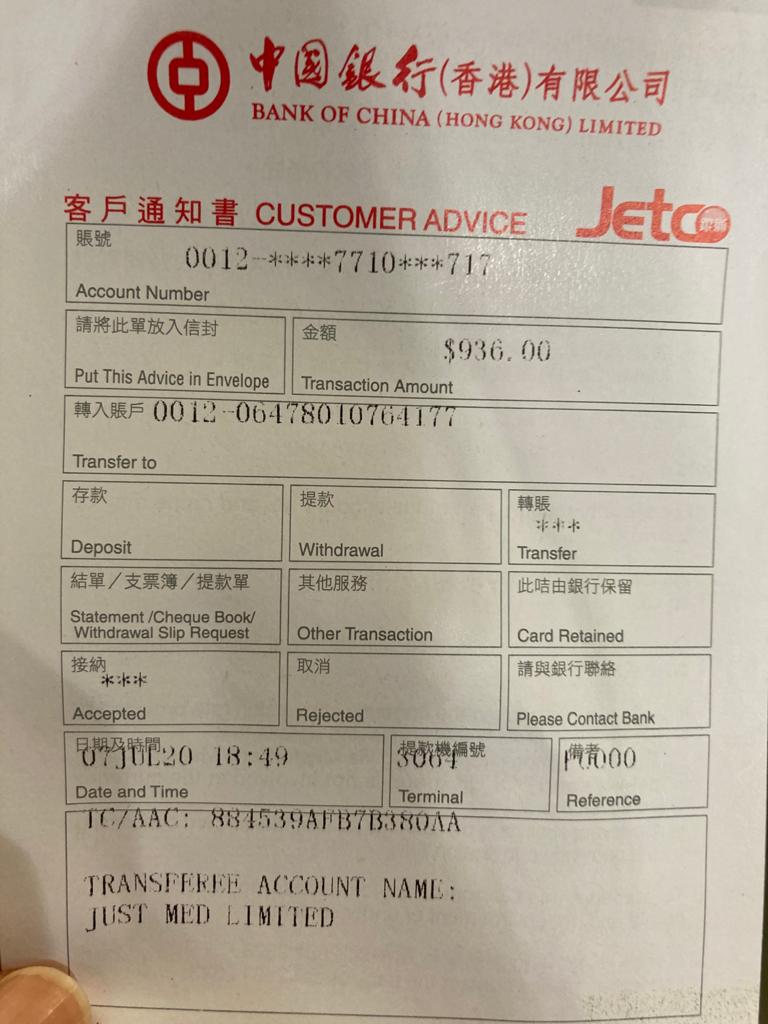 中國銀行(香港)有限公司
BANK OF CHINA (HONG KONG) LIMITED
客戶通知書 CUSTOMER ADVICE
Jetco 銀通
賬號
0012-****7710***717
Account Number
請將此單放入信封
Put This Advice in Envelope
金額
$936.00
Transaction Amount
轉入賬戶 0012-06478010764177
Transfer to
存款
Deposit
提款
Withdrawal
轉賬
***
Transfer
結單／支票簿／提款單
Statement /Cheque Book/
Withdrawal Slip Request
其他服務
Other Transaction
此咭由銀行保留
Card Retained
接納
***
Accepted
取消
Rejected
請與銀行聯絡
Please Contact Bank
日期及時間
07JUL20 18:49
Date and Time
提款機編號
3064
Terminal
備考
P0000
Reference
TC/AAC: 884539AFB7B380AA
TRANSFEREE ACCOUNT NAME:
JUST MED LIMITED